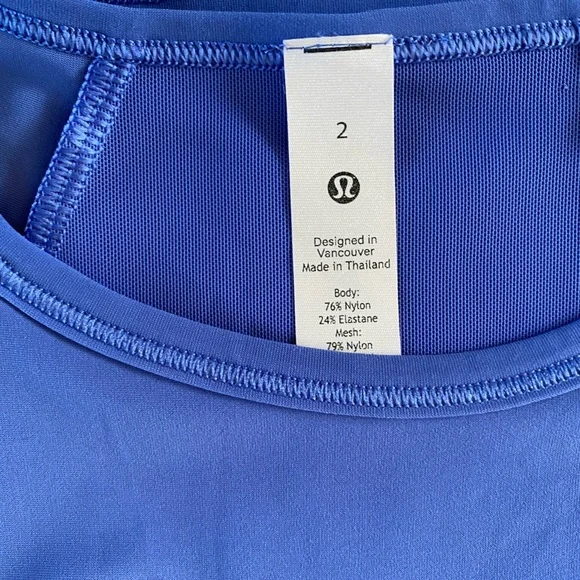 2
Designed in
Vancouver
Made in Thailand
Body:
76% Nylon
24% Elastane
Mesh:
79% Nylon